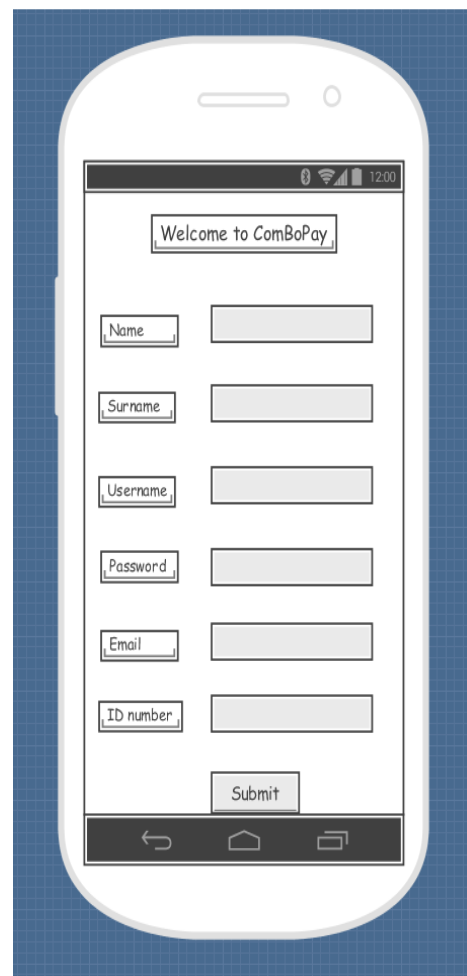 12:00
Welcome to ComBoPay
Name
Surname
Username
Password
Email
ID number
Submit